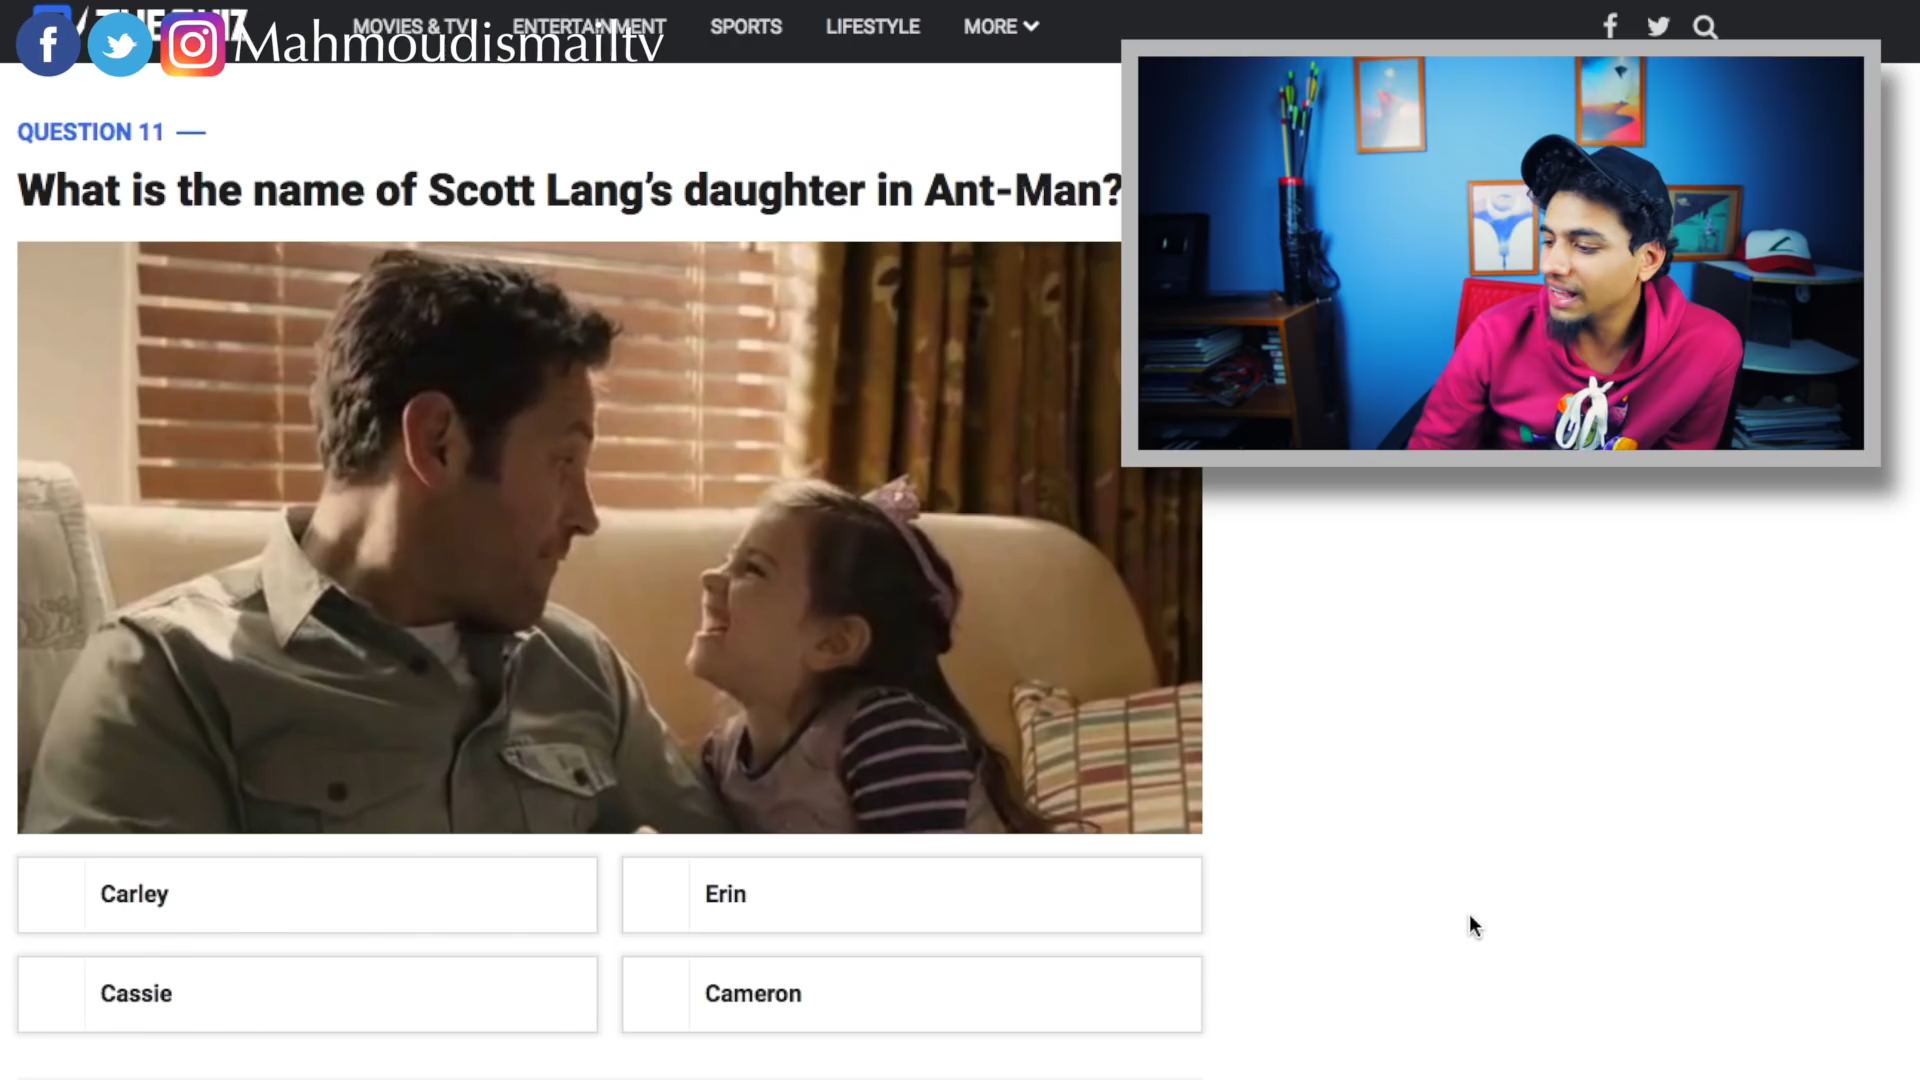 MOVIES & TV ENTERTAINMENT SPORTS LIFESTYLE MORE
Mahmoudismailtv
QUESTION 11
What is the name of Scott Lang's daughter in Ant-Man?
Carley
Erin
Cassie
Cameron